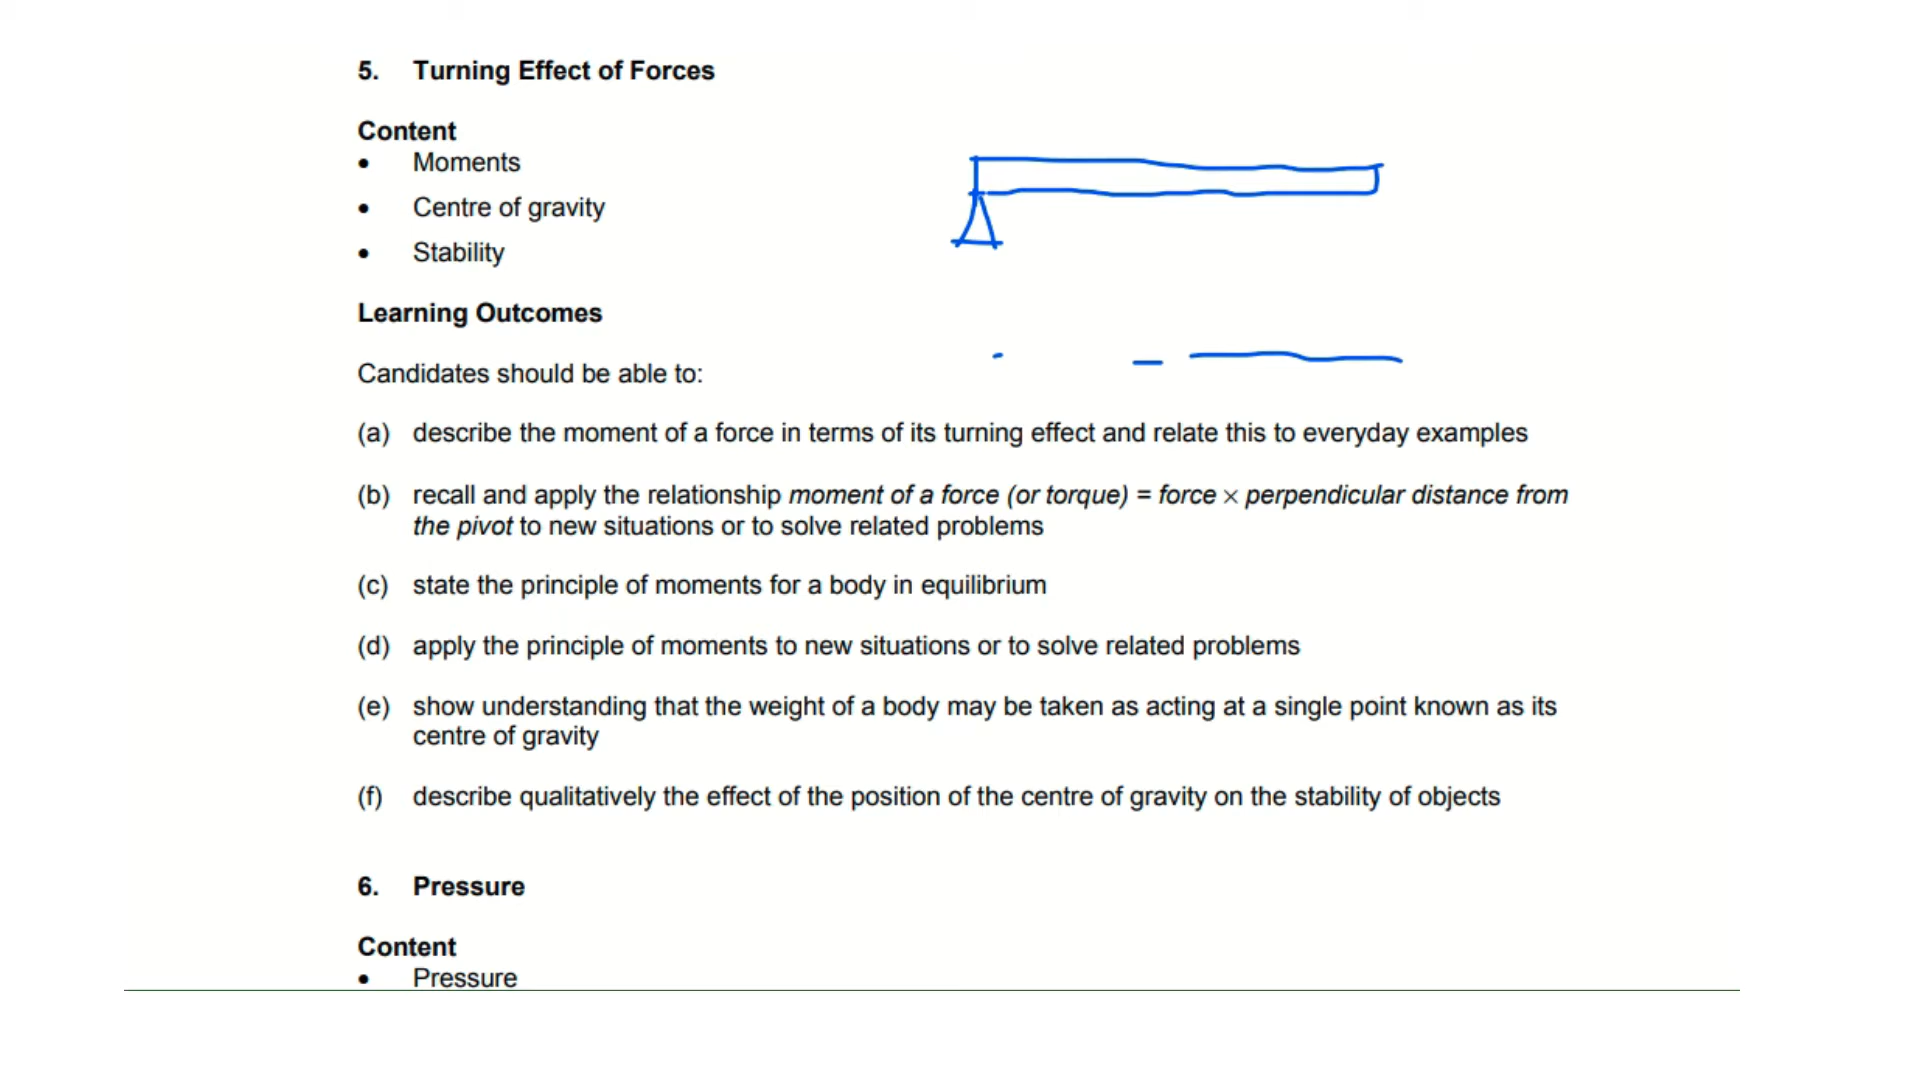 5. Turning Effect of Forces
Content
• Moments
• Centre of gravity
• Stability
Learning Outcomes
Candidates should be able to:
(a) describe the moment of a force in terms of its turning effect and relate this to everyday examples
(b) recall and apply the relationship moment of a force (or torque) = force × perpendicular distance from
the pivot to new situations or to solve related problems
(c) state the principle of moments for a body in equilibrium
(d) apply the principle of moments to new situations or to solve related problems
(e) show understanding that the weight of a body may be taken as acting at a single point known as its
centre of gravity
(f) describe qualitatively the effect of the position of the centre of gravity on the stability of objects
6. Pressure
Content
• Pressure